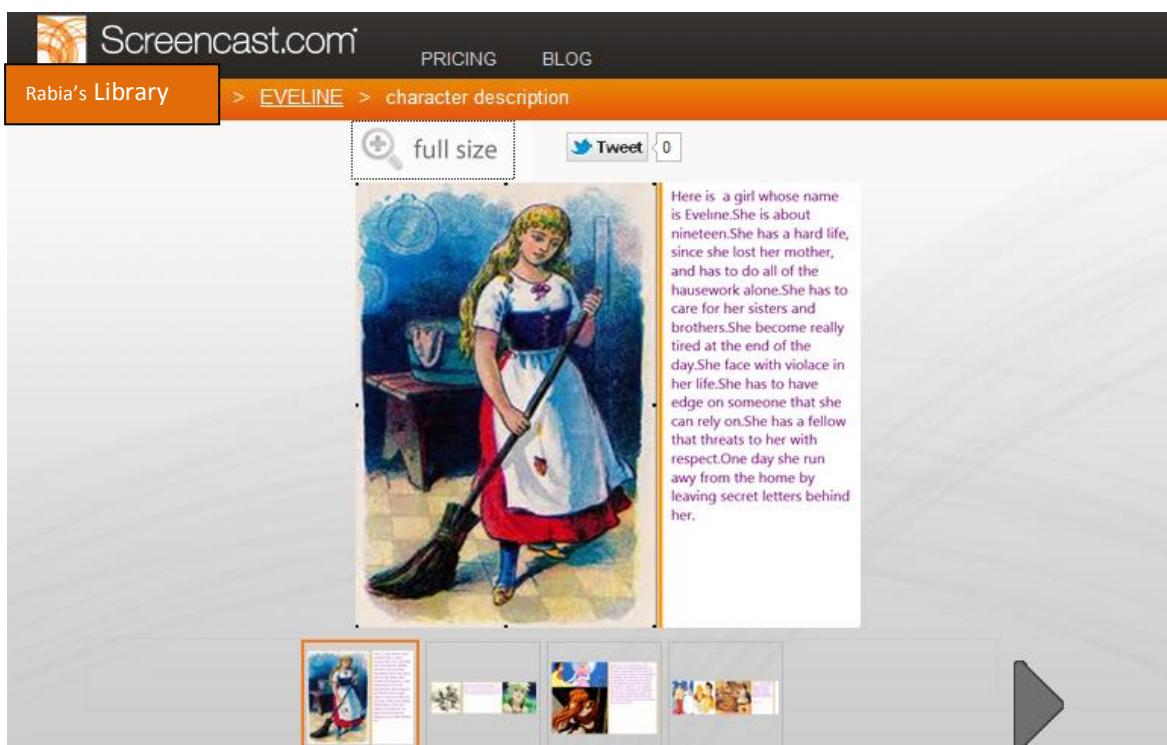 Screencast.com
PRICING
BLOG
Rabia's Library
> EVELINE > character description
full size
Tweet
0
Here is a girl whose name
is Eveline.She is about
nineteen.She has a hard life,
since she lost her mother,
and has to do all of the
hausework alone.She has to
care for her sisters and
brothers.She become really
tired at the end of the
day.She face with violace in
her life.She has to have
edge on someone that she
can rely on.She has a fellow
that threats to her with
respect.One day she run
awy from the home by
leaving secret letters behind
her.